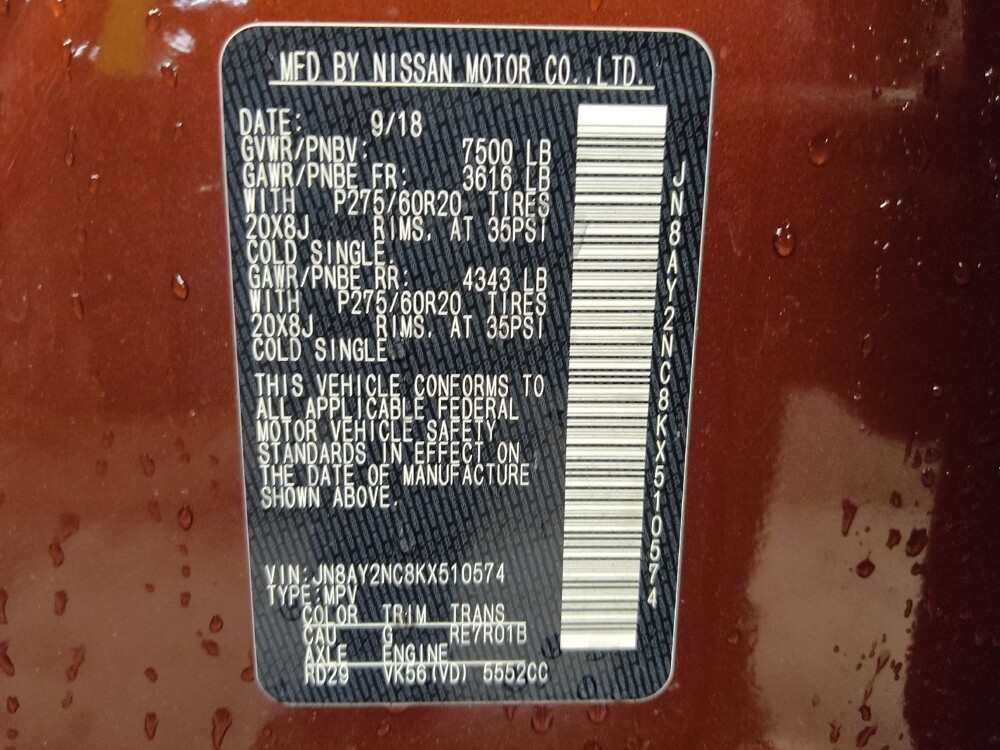 MFD BY NISSAN MOTOR CO.,LTD.
DATE: 9/18
GVWR/PNBV: 7500 LB
GAWR/PNBE FR: 3616 LB
WITH P275/60R20 TIRES
20X8J RIMS, AT 35PSI
COLD SINGLE.
GAWR/PNBE RR: 4343 LB
WITH P275/60R20 TIRES
20X8J RIMS, AT 35PSI
COLD SINGLE.
THIS VEHICLE CONFORMS TO
ALL APPLICABLE FEDERAL
MOTOR VEHICLE SAFETY
STANDARDS IN EFFECT ON
THE DATE OF MANUFACTURE
SHOWN ABOVE.
VIN:JN8AY2NC8KX510574
TYPE:MPV
COLOR TRIM TRANS
CAU G RE7R01B
AXLE ENGINE
RD29 VK56(VD) 5552CC
JN8AY2NC8KX510574